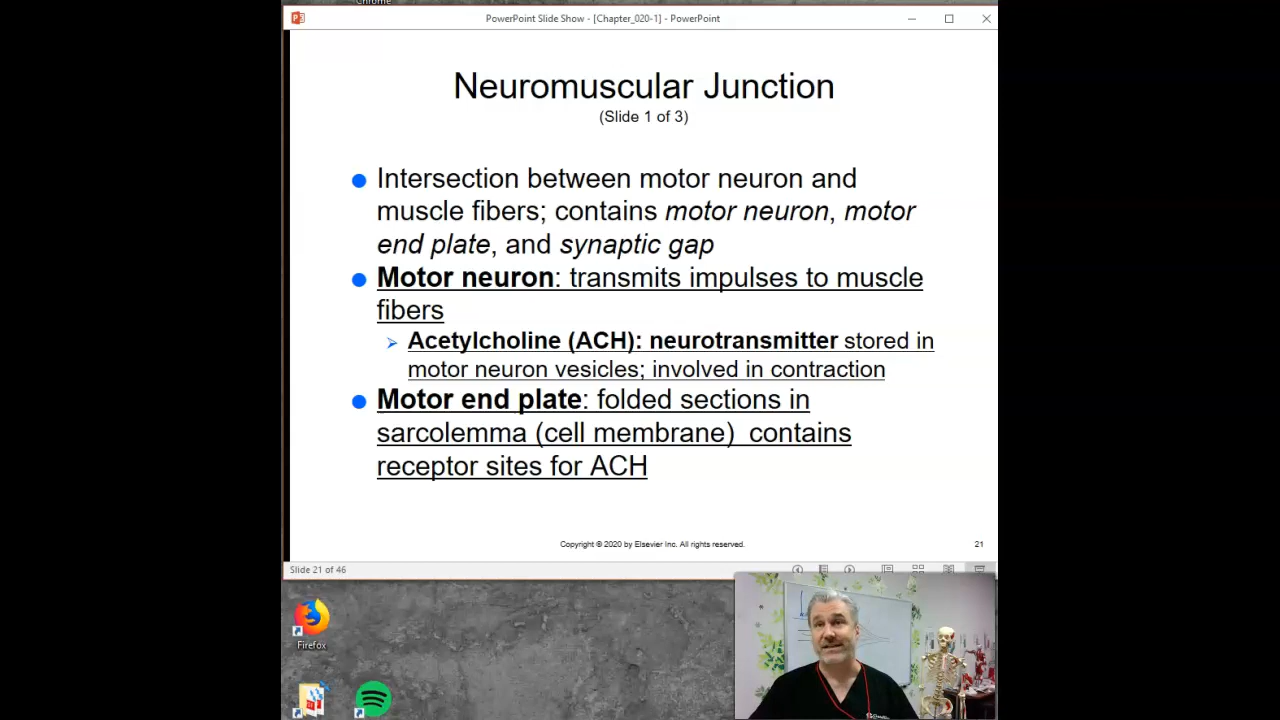 Chrome
PowerPoint Slide Show - [Chapter_020-1] - PowerPoint
Neuromuscular Junction
(Slide 1 of 3)
Intersection between motor neuron and
muscle fibers; contains motor neuron, motor
end plate, and synaptic gap
Motor neuron: transmits impulses to muscle
fibers
Acetylcholine (ACH): neurotransmitter stored in
motor neuron vesicles; involved in contraction
Motor end plate: folded sections in
sarcolemma (cell membrane) contains
receptor sites for ACH
Copyright © 2020 by Elsevier Inc. All rights reserved.
21
Slide 21 of 46
Firefox